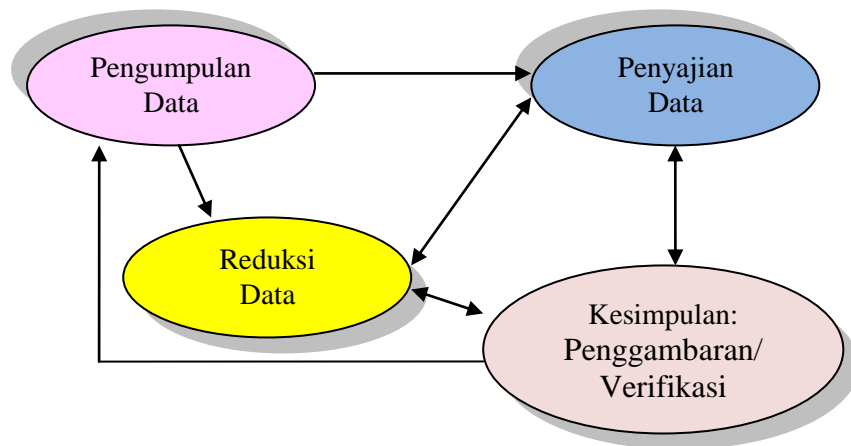 Pengumpulan
Data
Penyajian
Data
Reduksi
Data
Kesimpulan:
Penggambaran/
Verifikasi